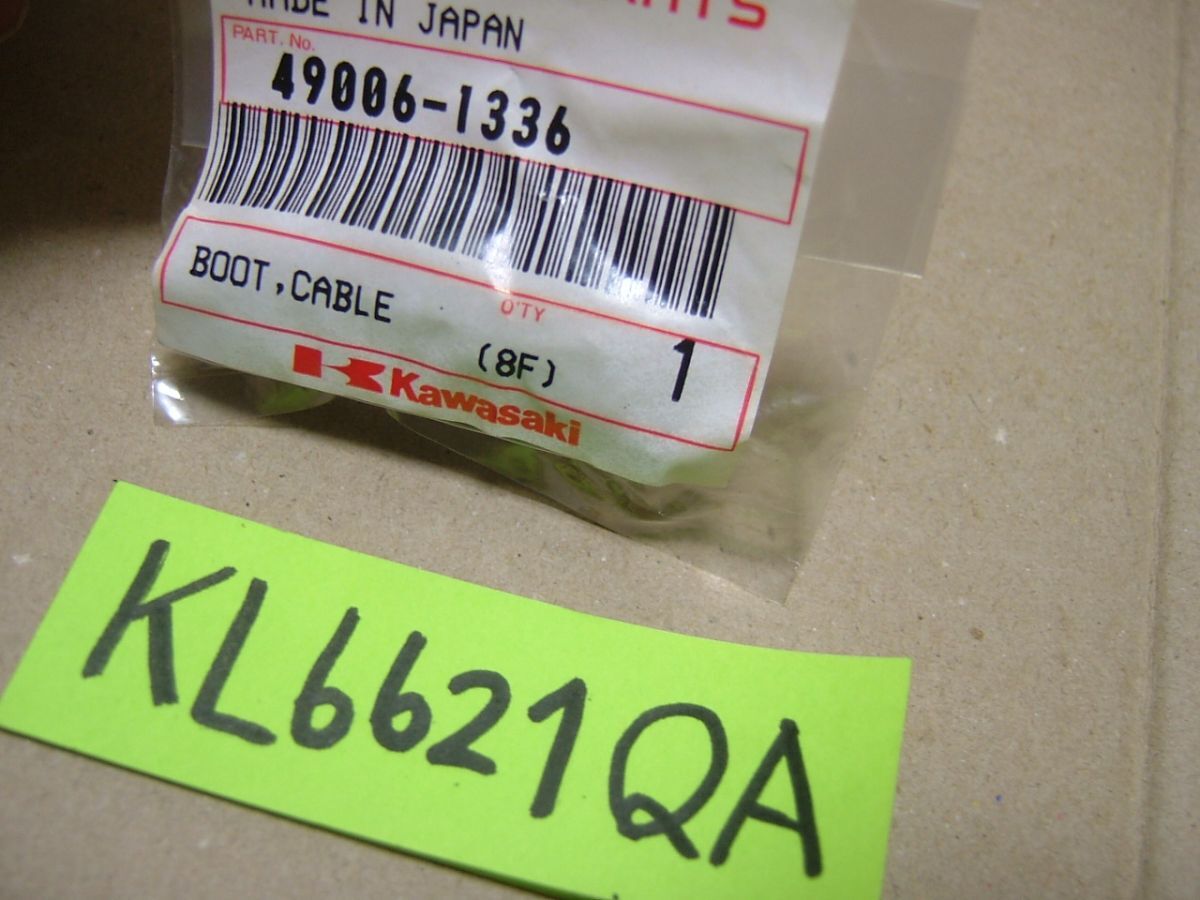 MADE IN JAPAN
PART. No.
49006-1336
BOOT,CABLE
Q'TY
(8F)
1
Kawasaki
KL6621QA